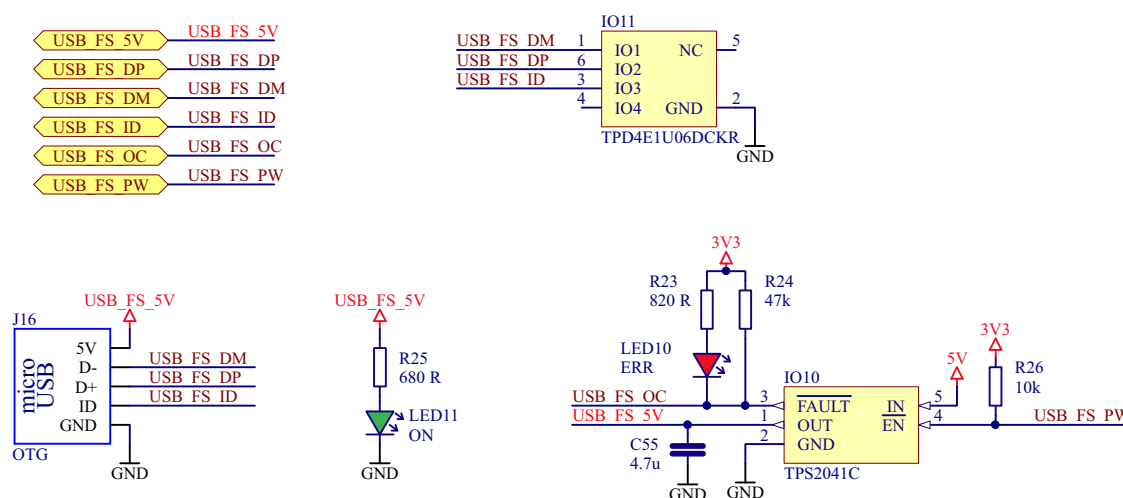 USB_FS_5V USB_FS_5V
USB_FS_DP USB_FS_DP
USB_FS_DM USB_FS_DM
USB_FS_ID USB_FS_ID
USB_FS_OC USB_FS_OC
USB_FS_PW USB_FS_PW
IO11
USB_FS_DM 1 IO1 NC 5
USB_FS_DP 6 IO2
USB_FS_ID 3 IO3
4 IO4 GND 2
TPD4E1U06DCKR
GND
USB_FS_5V
J16
micro USB
5V
D- USB_FS_DM
D+ USB_FS_DP
ID USB_FS_ID
GND
OTG
GND
USB_FS_5V
R25
680 R
LED11
ON
GND
3V3
R23
820 R
R24
47k
LED10
ERR
IO10
USB_FS_OC 3 FAULT IN 5
USB_FS_5V 1 OUT EN 4
2 GND
TPS2041C
C55
4.7u
GND
GND
5V
3V3
R26
10k
USB_FS_PW